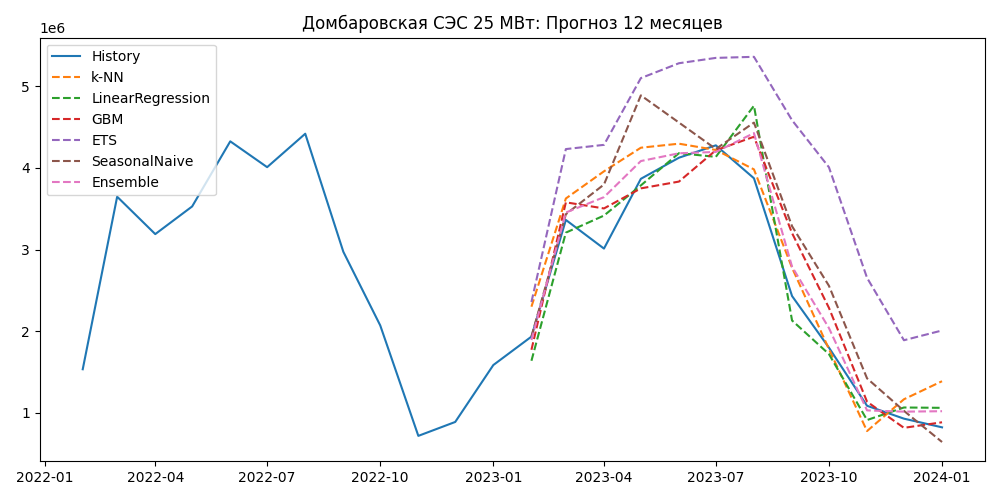 Домбаровская СЭС 25 МВт: Прогноз 12 месяцев
1e6
History
k-NN
LinearRegression
GBM
ETS
SeasonalNaive
Ensemble
5
4
3
2
1
2022-01 2022-04 2022-07 2022-10 2023-01 2023-04 2023-07 2023-10 2024-01